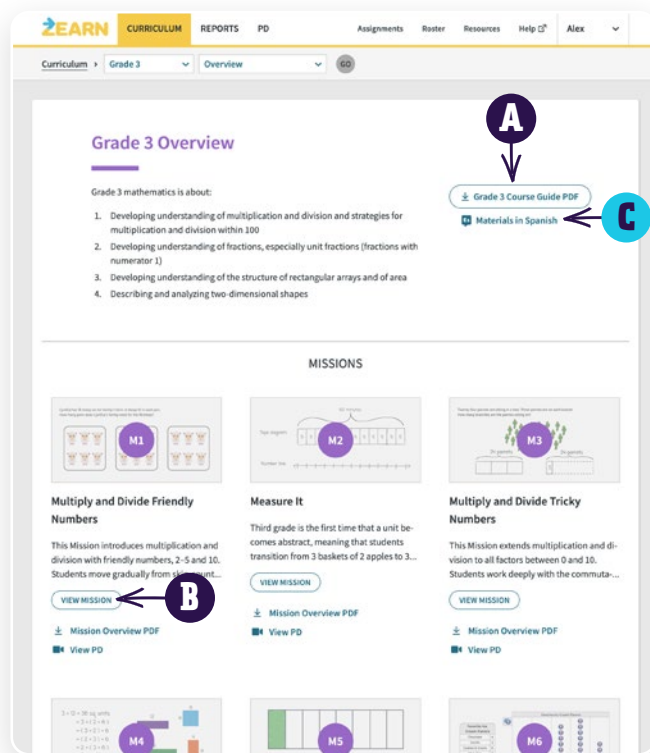 ZEARN CURRICULUM REPORTS PD Assignments Roster Resources Help Alex
Curriculum › Grade 3 Overview GO
A
Grade 3 Overview
Grade 3 Course Guide PDF
Materials in Spanish
C
Grade 3 mathematics is about:
1. Developing understanding of multiplication and division and strategies for
multiplication and division within 100
2. Developing understanding of fractions, especially unit fractions (fractions with
numerator 1)
3. Developing understanding of the structure of rectangular arrays and of area
4. Describing and analyzing two-dimensional shapes
MISSIONS
M1
Multiply and Divide Friendly
Numbers
This Mission introduces multiplication and
division with friendly numbers, 2-5 and 10.
Students move gradually from
VIEW MISSION
B
Mission Overview PDF
View PD
Tape diagram
Number line
M2
Measure It
Third grade is the first time that a unit be-
comes abstract, meaning that students
transition from 3 baskets of 2 apples to 3...
VIEW MISSION
Mission Overview PDF
View PD
M3
Multiply and Divide Tricky
Numbers
This Mission extends multiplication and di-
vision to all factors between 0 and 10.
Students work deeply with the commuta-...
VIEW MISSION
Mission Overview PDF
View PD
M4
M5
M6